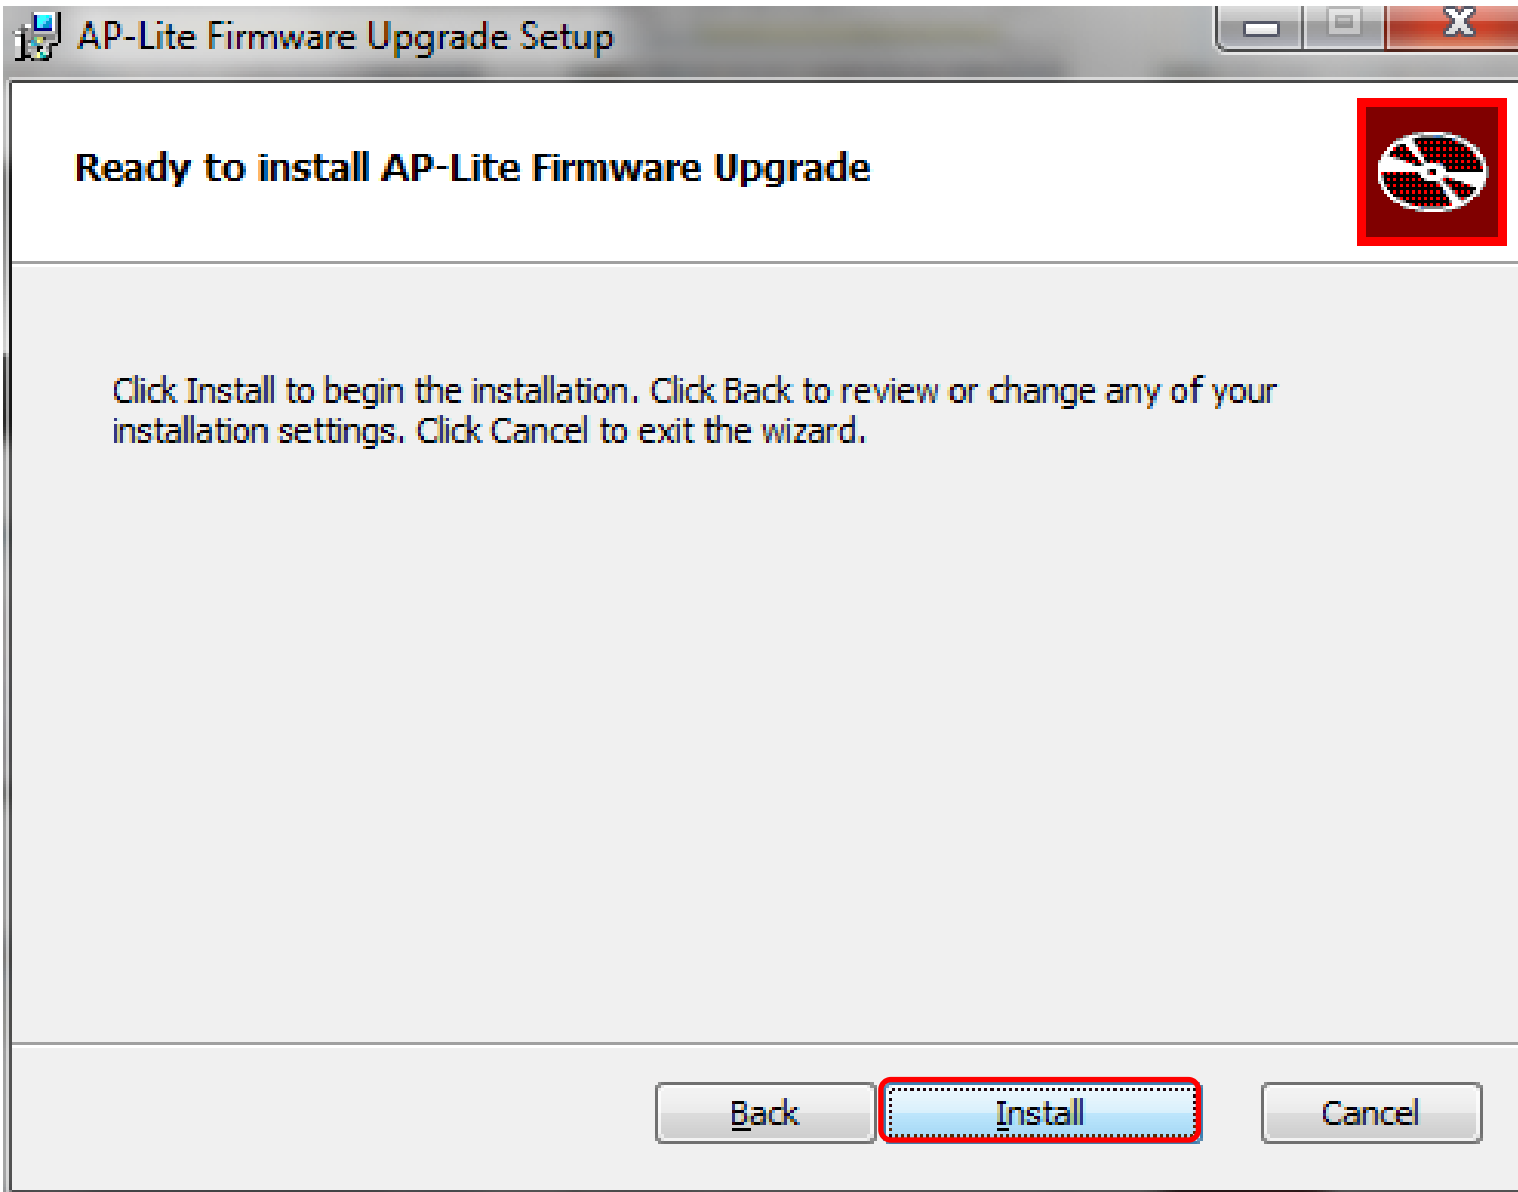 AP-Lite Firmware Upgrade Setup
Ready to install AP-Lite Firmware Upgrade
Click Install to begin the installation. Click Back to review or change any of your
installation settings. Click Cancel to exit the wizard.
Back Install Cancel